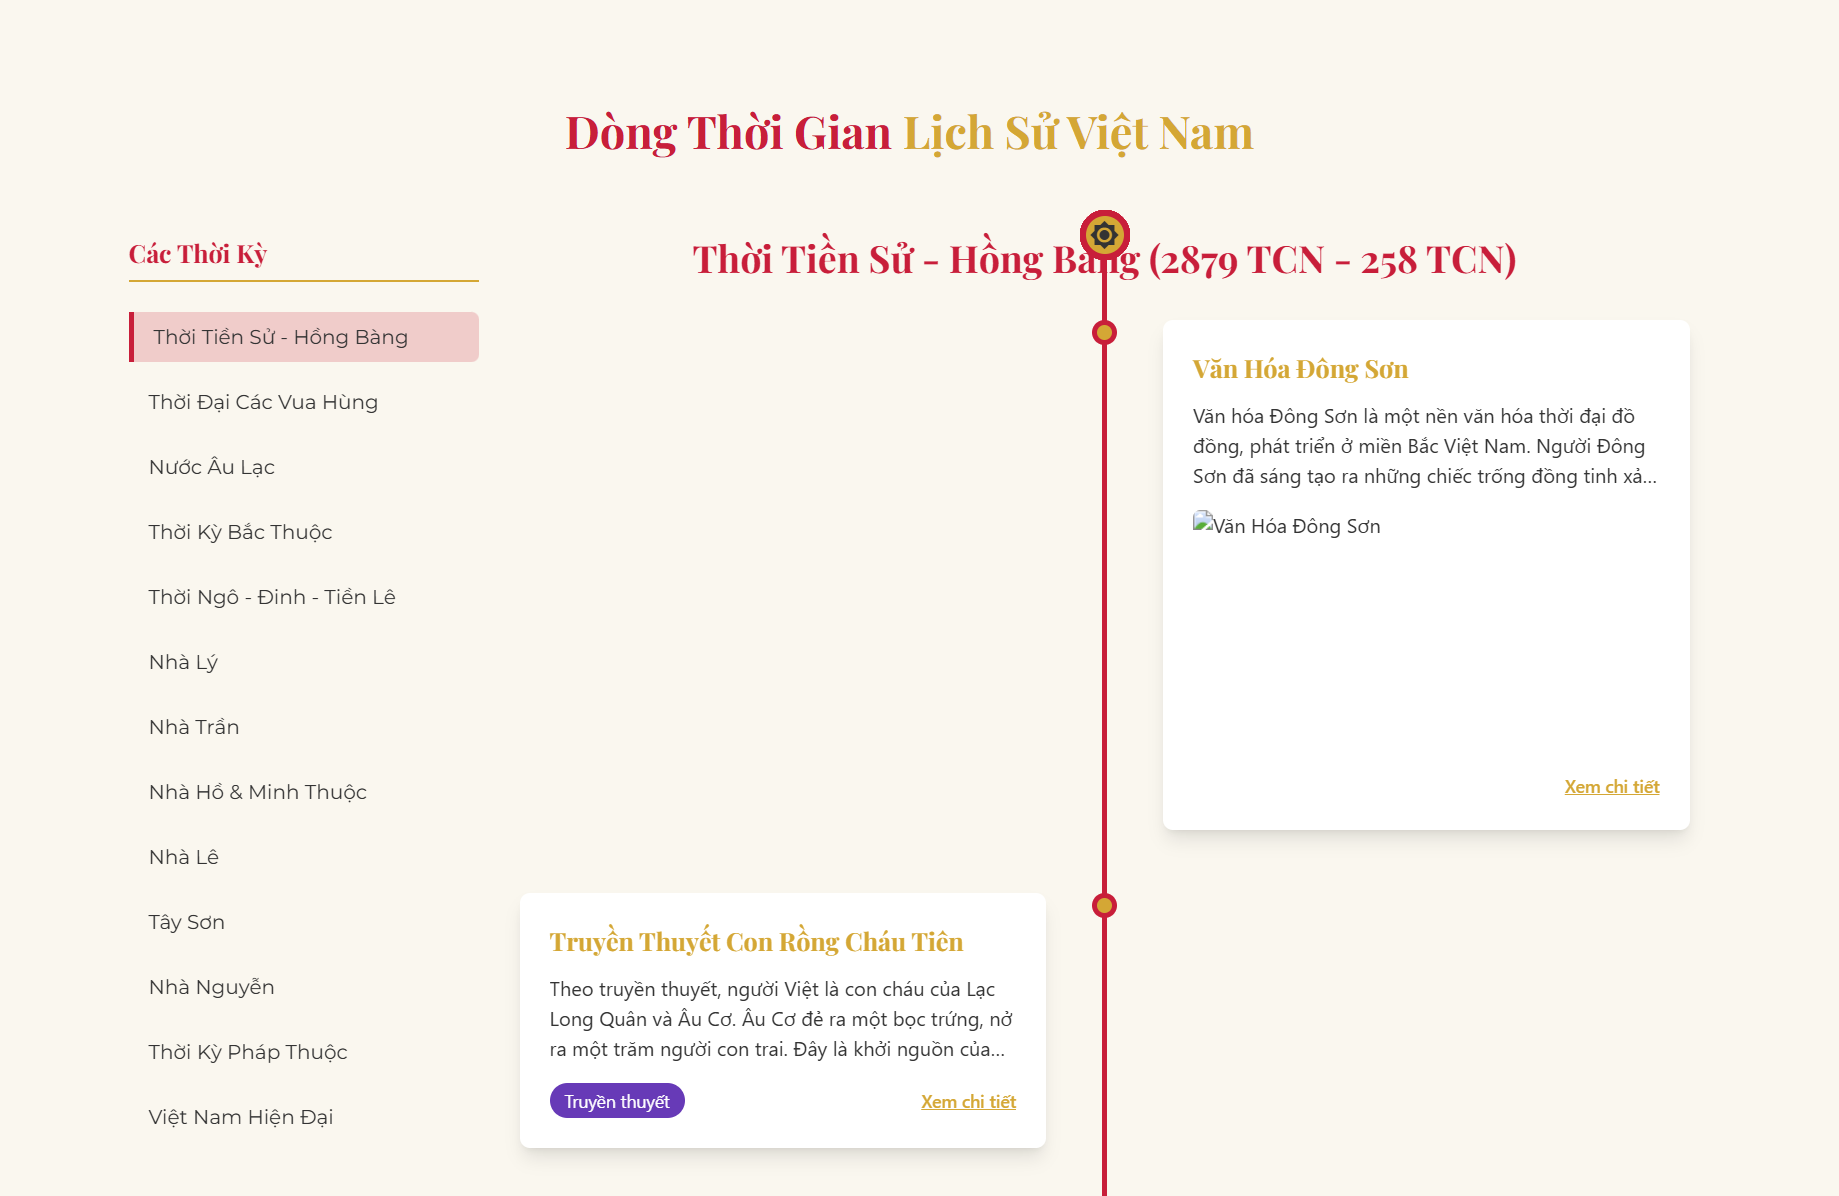 Dòng Thời Gian Lịch Sử Việt Nam
Các Thời Kỳ
Thời Tiền Sử - Hồng Bàng
Thời Đại Các Vua Hùng
Nước Âu Lạc
Thời Kỳ Bắc Thuộc
Thời Ngô - Đinh - Tiền Lê
Nhà Lý
Nhà Trần
Nhà Hồ & Minh Thuộc
Nhà Lê
Tây Sơn
Nhà Nguyễn
Thời Kỳ Pháp Thuộc
Việt Nam Hiện Đại
Thời Tiền Sử - Hồng Bàng (2879 TCN - 258 TCN)
Văn Hóa Đông Sơn
Văn hóa Đông Sơn là một nền văn hóa thời đại đồ
đồng, phát triển ở miền Bắc Việt Nam. Người Đông
Sơn đã sáng tạo ra những chiếc trống đồng tinh xả...
Văn Hóa Đông Sơn
Xem chi tiết
Truyền Thuyết Con Rồng Cháu Tiên
Theo truyền thuyết, người Việt là con cháu của Lạc
Long Quân và Âu Cơ. Âu Cơ đẻ ra một bọc trứng, nở
ra một trăm người con trai. Đây là khởi nguồn của...
Truyền thuyết
Xem chi tiết